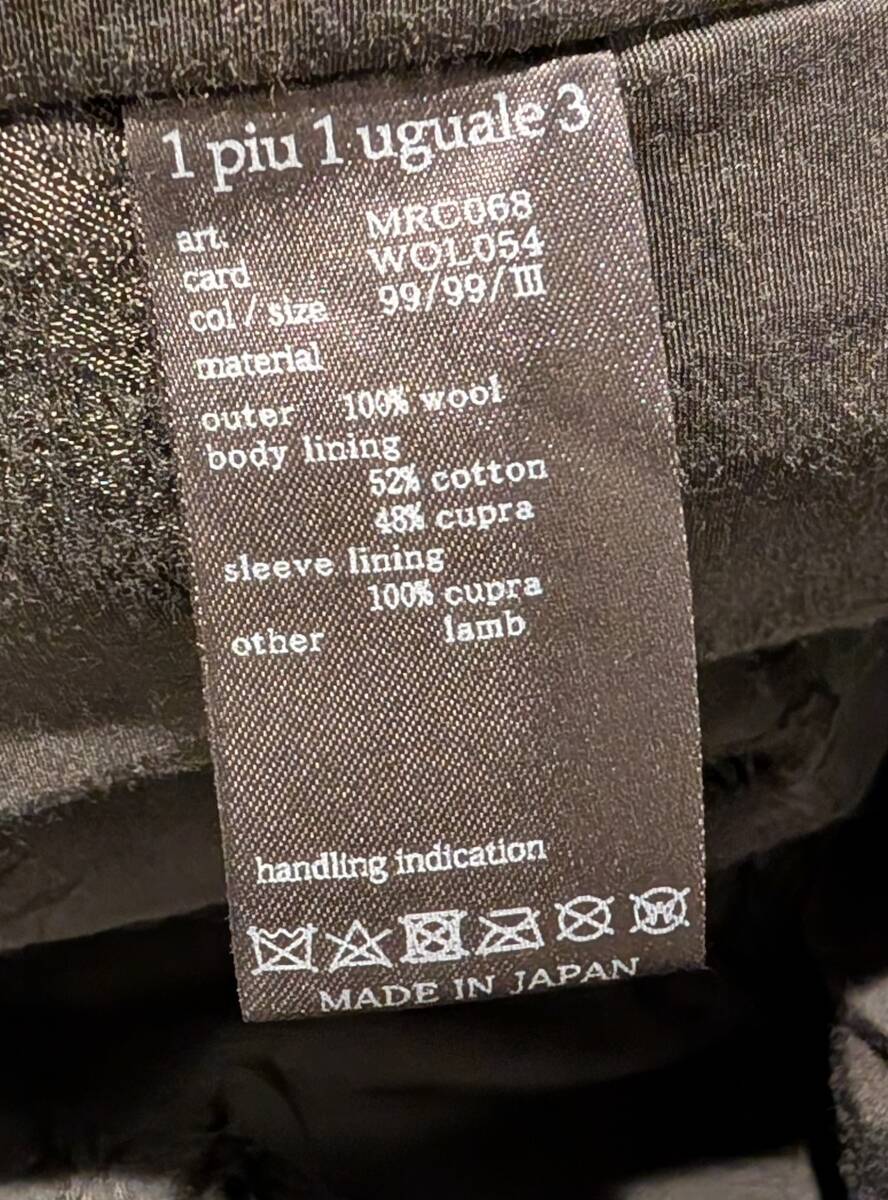 1 piu 1 uguale 3
art. MRC068
card WOL054
col / size 99/99/III
material
outer 100% wool
body lining
52% cotton
48% cupra
sleeve lining
100% cupra
other lamb
handling indication
W
MADE IN JAPAN